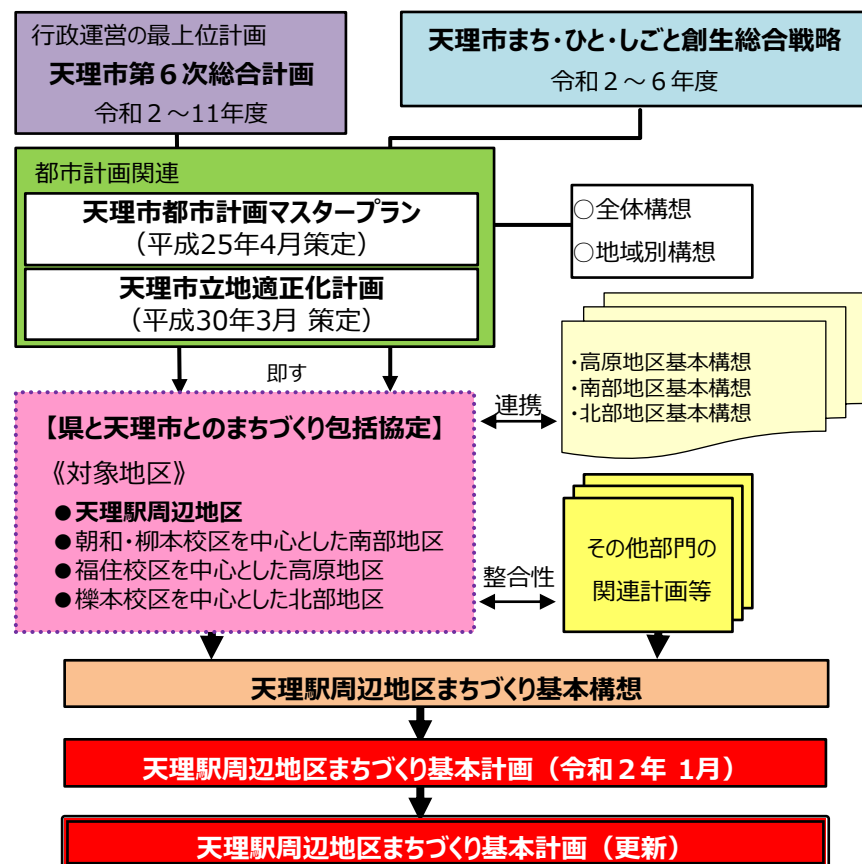 行政運営の最上位計画
天理市第６次総合計画
令和２～11年度
天理市まち・ひと・しごと創生総合戦略
令和２～６年度
都市計画関連
天理市都市計画マスタープラン
（平成25年4月策定）
天理市立地適正化計画
（平成30年3月 策定）
○全体構想
○地域別構想
即す
【県と天理市とのまちづくり包括協定】
《対象地区》
●天理駅周辺地区
●朝和・柳本校区を中心とした南部地区
●福住校区を中心とした高原地区
●櫟本校区を中心とした北部地区
連携
・高原地区基本構想
・南部地区基本構想
・北部地区基本構想
整合性
その他部門の
関連計画等
天理駅周辺地区まちづくり基本構想
天理駅周辺地区まちづくり基本計画（令和２年 1月）
天理駅周辺地区まちづくり基本計画（更新）